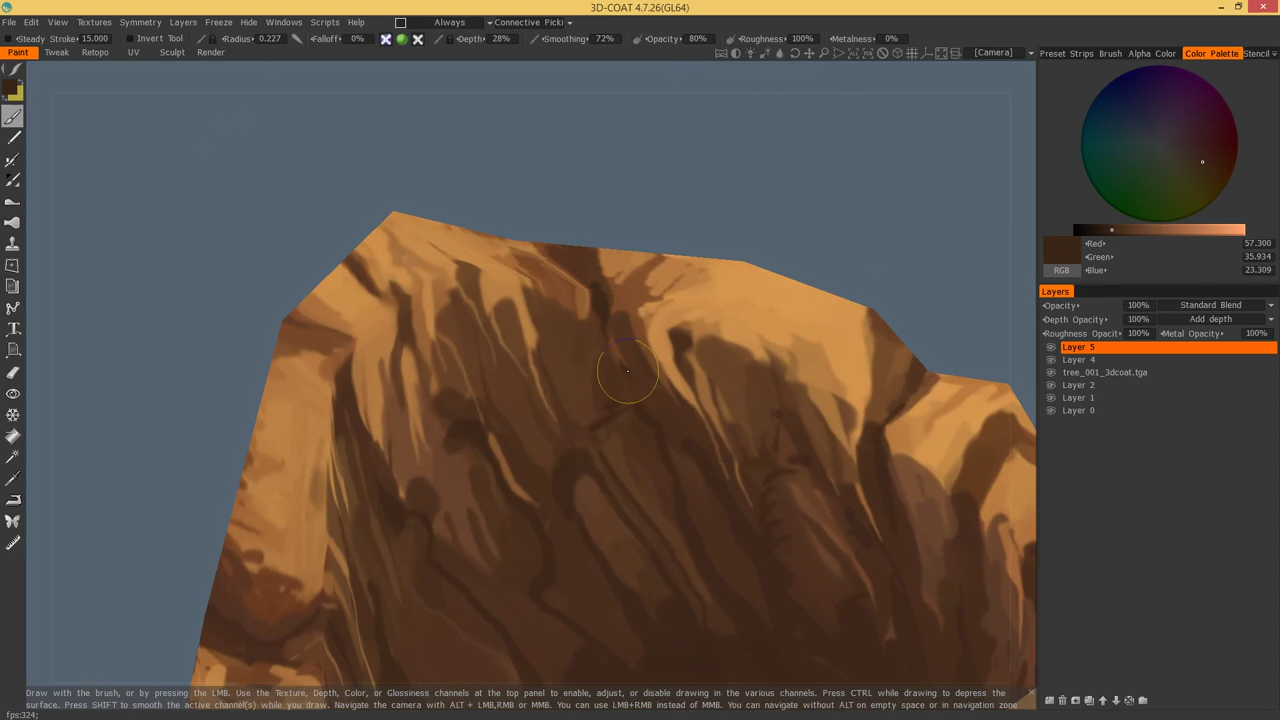 3D-COAT 4.7.26(GL64)
File Edit View Textures Symmetry Layers Freeze Hide Windows Scripts Help Always Connective Picki
Steady Stroke 15.000 Invert Tool Radius 0.227 Falloff 0% Depth 28% Smoothing 72% Opacity 80% Roughness 100% Metalness 0%
Paint Tweak Retopo UV Sculpt Render [Camera] Preset Strips Brush Alpha Color Color Palette Stencil
Red 57.300
Green 35.934
RGB Blue 23.309
Layers
Opacity 100% Standard Blend
Depth Opacity 100% Add depth
Roughness Opacit 100% Metal Opacity 100%
Layer 5
Layer 4
tree_001_3dcoat.tga
Layer 2
Layer 1
Layer 0
Draw with the brush, or by pressing the LMB. Use the Texture, Depth, Color, or Glossiness channels at the top panel to enable, adjust, or disable drawing in the various channels. Press CTRL while drawing to depress the
surface. Press SHIFT to smooth the active channel(s) while you draw. Navigate the camera with ALT + LMB,RMB or MMB. You can use LMB+RMB instead of MMB. You can navigate without ALT on empty space or in navigation zone
fps:324;